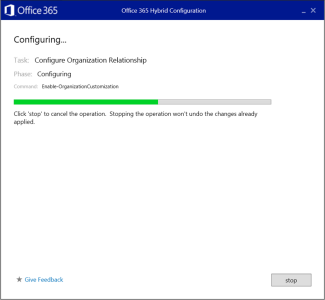 Office 365
Office 365 Hybrid Configuration
Configuring...
Task: Configure Organization Relationship
Phase: Configuring
Command: Enable-OrganizationCustomization
Click 'stop' to cancel the operation. Stopping the operation won't undo the changes already
applied.
Give Feedback
stop